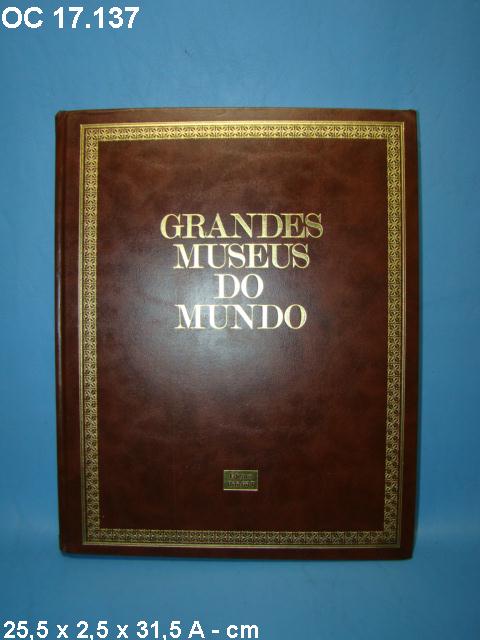 OC 17.137
GRANDES
MUSEUS
DO
MUNDO
25,5 x 2,5 x 31,5 A - cm